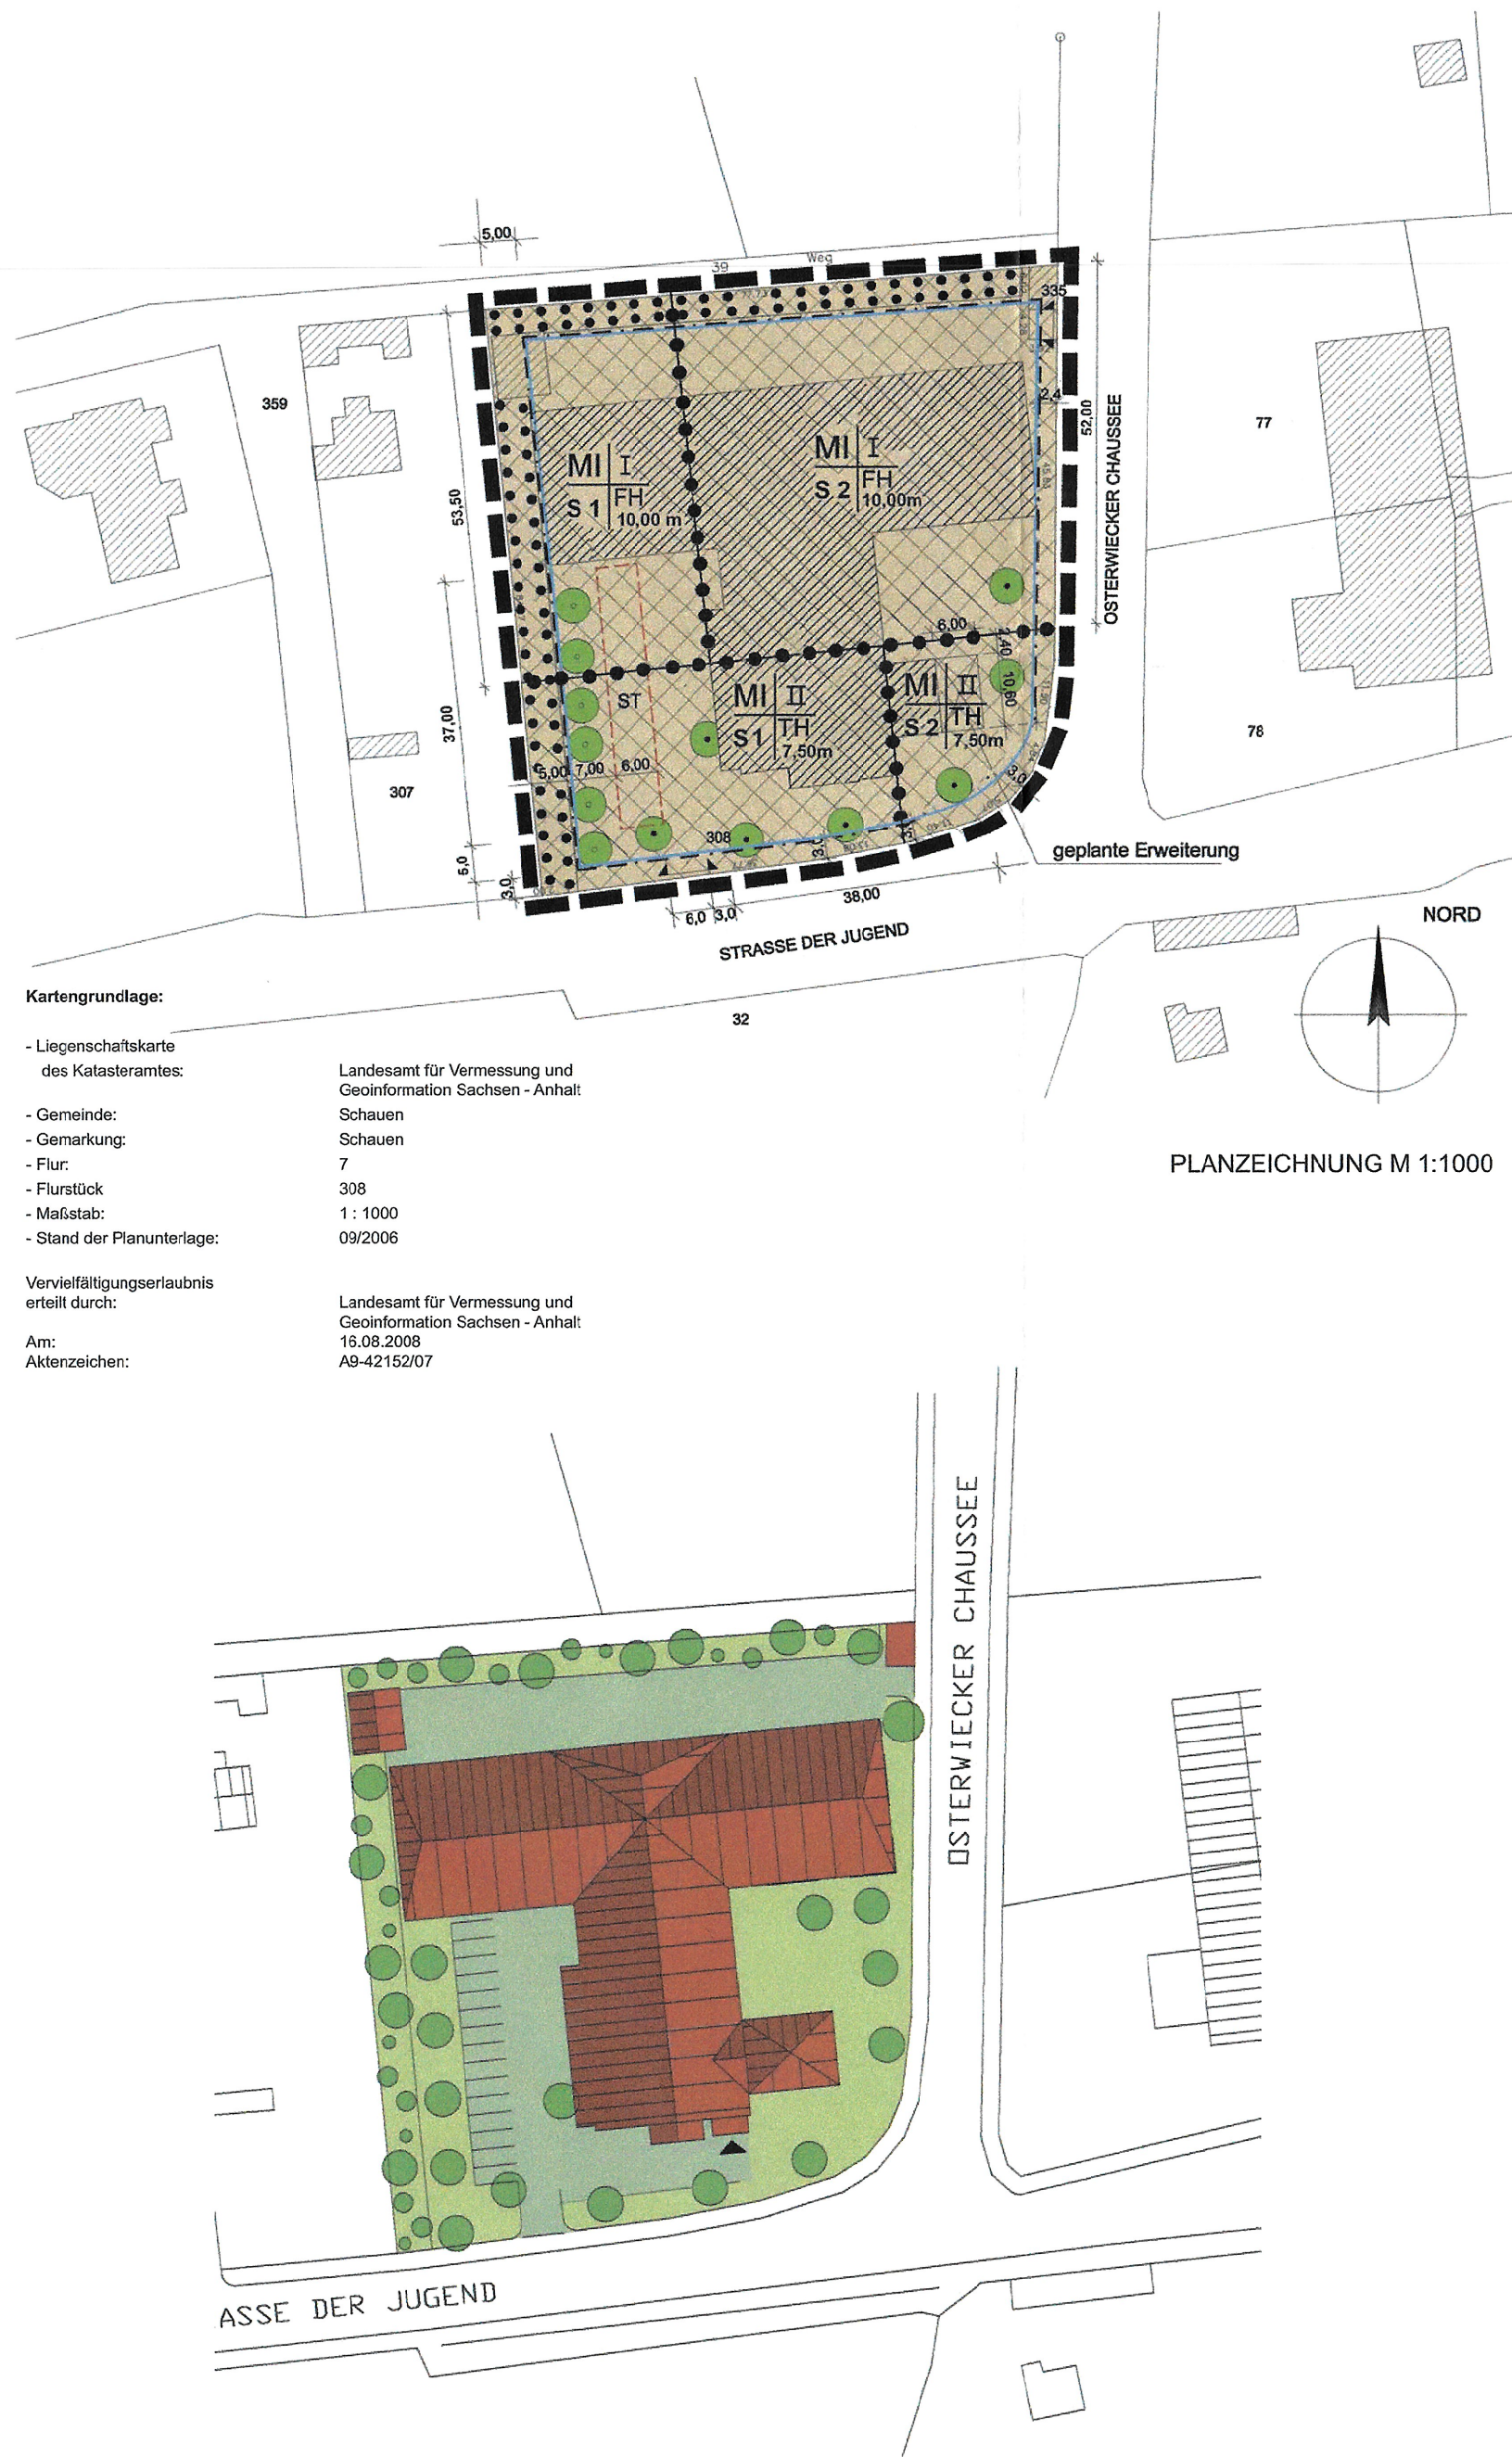 5,00
39
Weg
335
359
2,4
77
52,00
OSTERWIECKER CHAUSSEE
53,50
MI I
S 1 FH
10,00 m
MI I
S 2 FH
10,00m
6,00
2,40
10,60
ST
MI II
S1 TH
7,50m
MI II
S 2 TH
7,50m
37,00
78
5,00 7,00 6,00
3,0
307
308
3,0
5,0
3,0
geplante Erweiterung
38,00
6,0 3,0
STRASSE DER JUGEND
NORD
32
Kartengrundlage:
- Liegenschaftskarte
des Katasteramtes: Landesamt für Vermessung und
Geoinformation Sachsen - Anhalt
- Gemeinde: Schauen
- Gemarkung: Schauen
- Flur: 7
- Flurstück 308
- Maßstab: 1 : 1000
- Stand der Planunterlage: 09/2006
PLANZEICHNUNG M 1:1000
Vervielfältigungserlaubnis
erteilt durch: Landesamt für Vermessung und
Geoinformation Sachsen - Anhalt
Am: 16.08.2008
Aktenzeichen: A9-42152/07
OSTERWIECKER CHAUSSEE
ASSE DER JUGEND